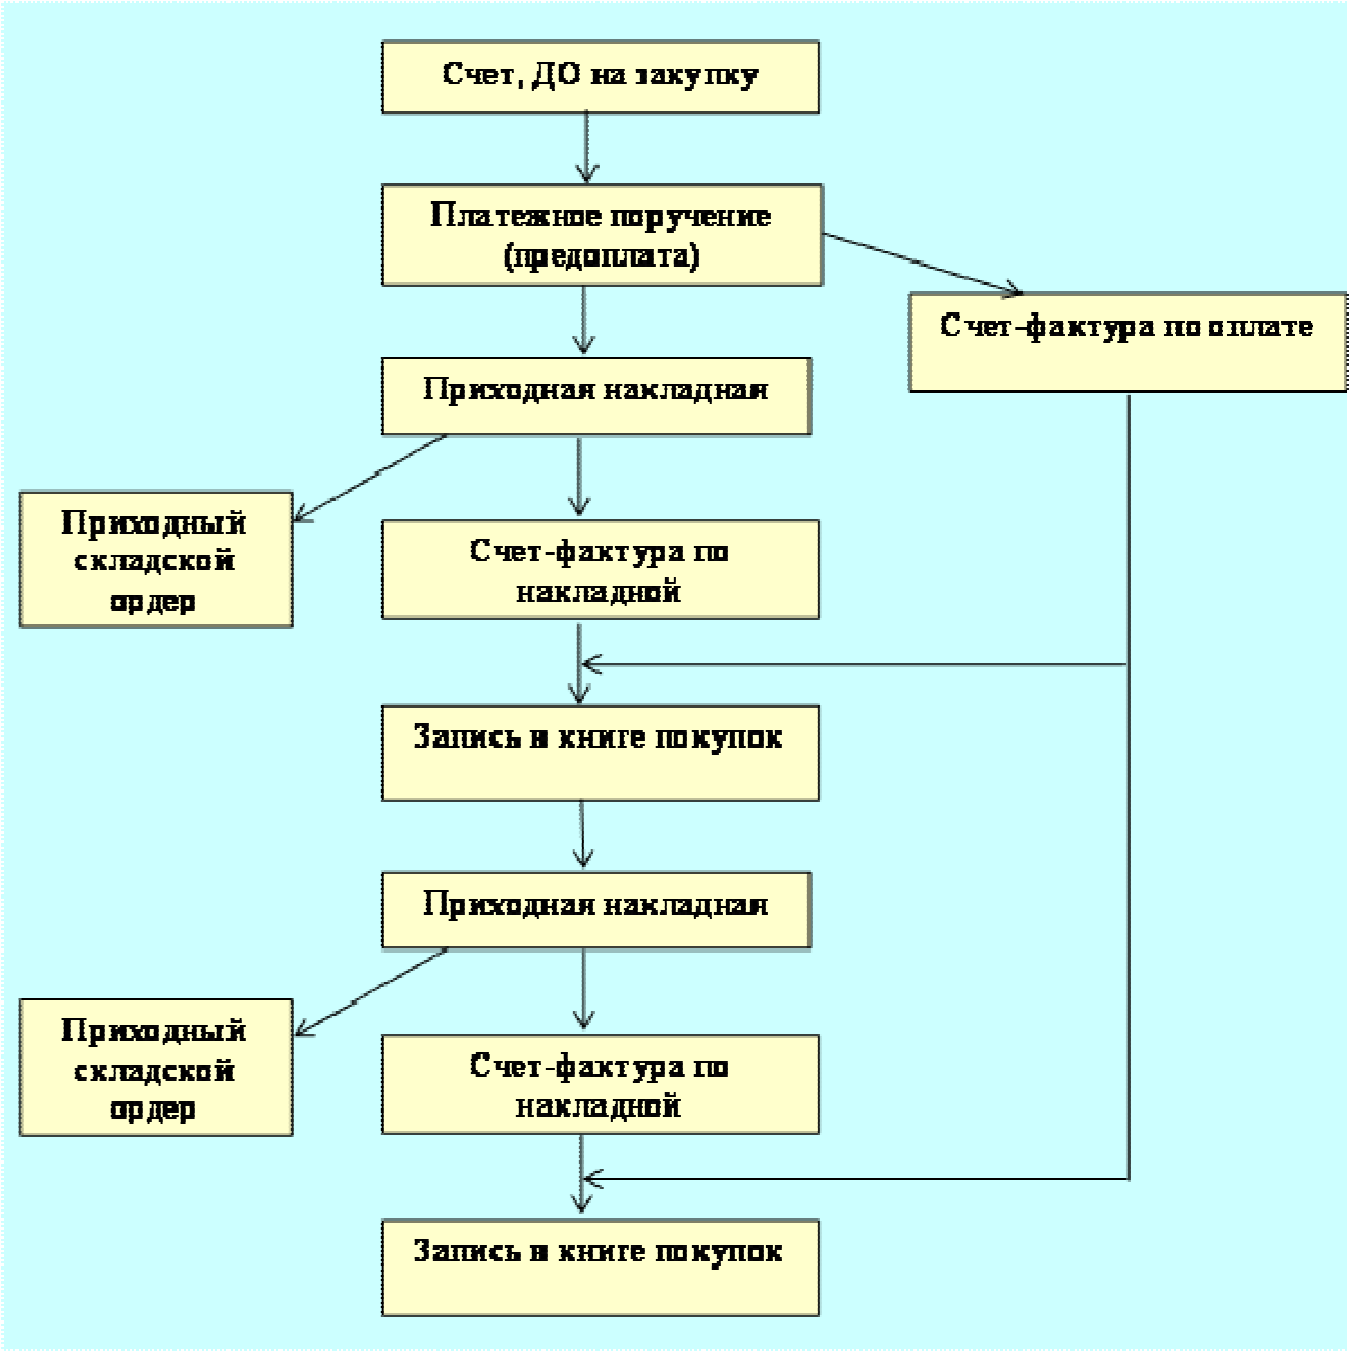 Счет, ДО на закупку
Платежное поручение
(предоплата)
Счет-фактура по оплате
Приходная накладная
Приходный
складской
ордер
Счет-фактура по
накладной
Запись в книге покупок
Приходная накладная
Приходный
складской
ордер
Счет-фактура по
накладной
Запись в книге покупок